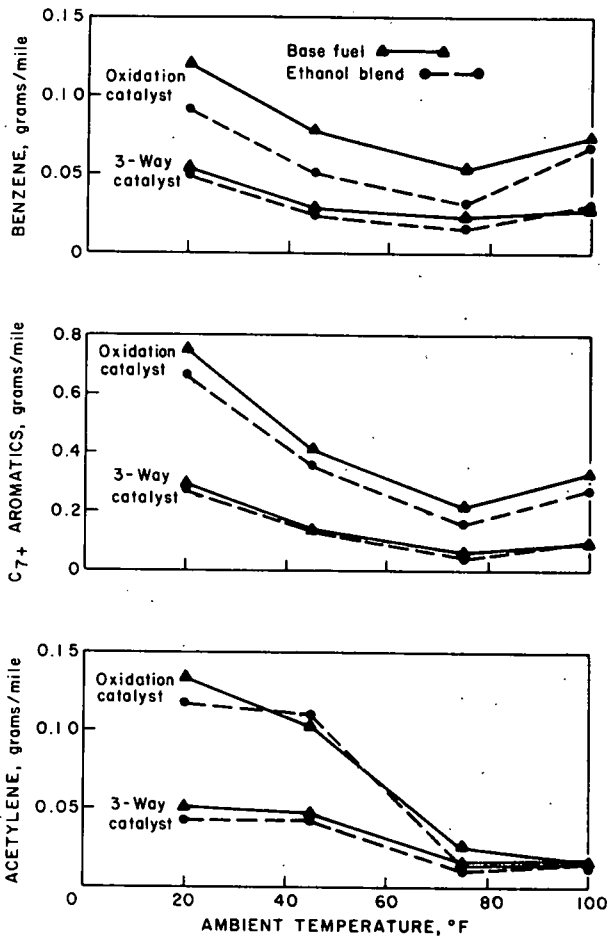 BENZENE, grams/mile
0.15
0.10
0.05
0
Base fuel
Ethanol blend
Oxidation
catalyst
3-Way
catalyst
C7+ AROMATICS, grams/mile
0.8
0.6
0.4
0.2
0
Oxidation
catalyst
3-Way
catalyst
ACETYLENE, grams/mile
0.15
0.10
0.05
0
Oxidation
catalyst
3-Way
catalyst
20 40 60 80 100
AMBIENT TEMPERATURE, °F